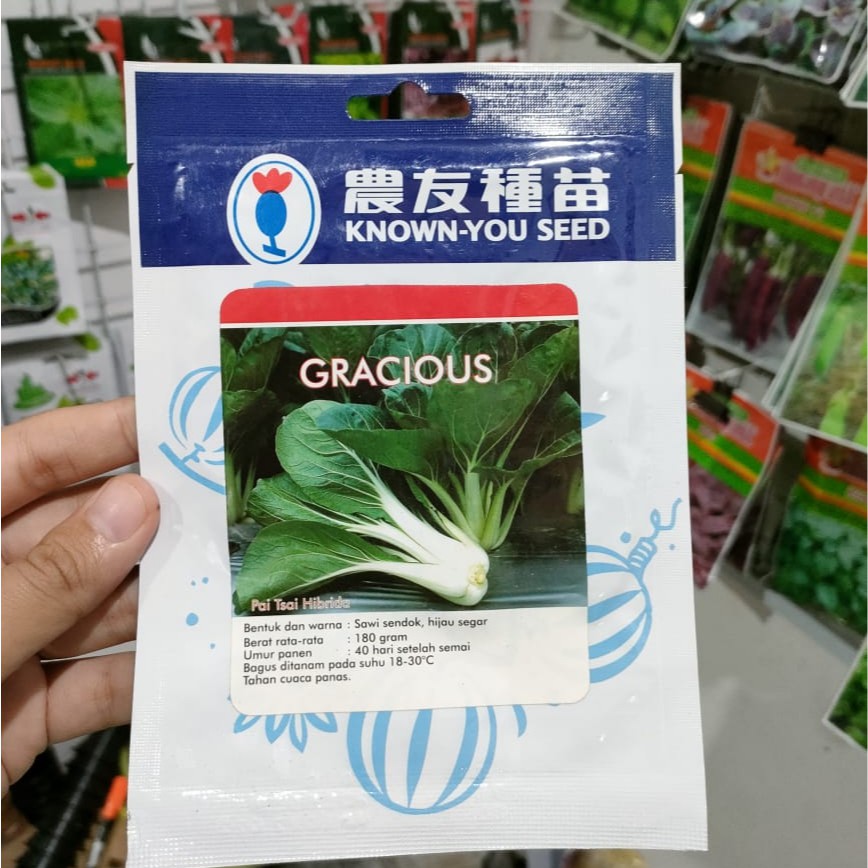 農友種苗
KNOWN-YOU SEED
GRACIOUS
Pai Tsai Hibrida
Bentuk dan warna : Sawi sendok, hijau segar
Berat rata-rata : 180 gram
Umur panen : 40 hari setelah semai
Bagus ditanam pada suhu 18-30°C
Tahan cuaca panas.